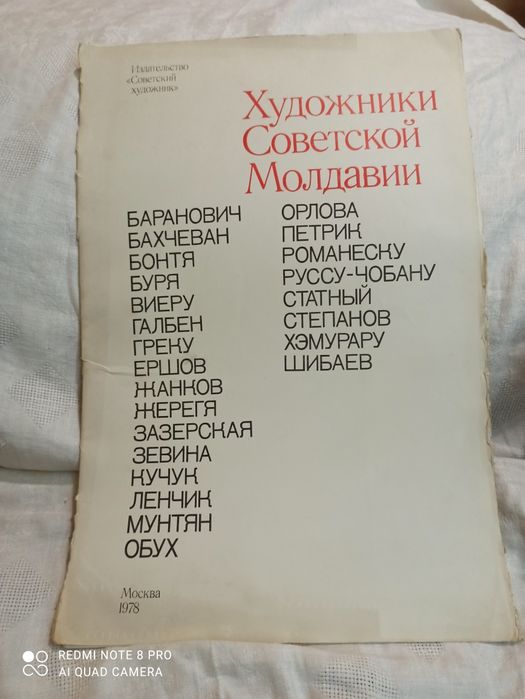 Издательство
«Советский
художник»
Художники
Советской
Молдавии
БАРАНОВИЧ
БАХЧЕВАН
БОНТЯ
БУРЯ
ВИЕРУ
ГАЛБЕН
ГРЕКУ
ЕРШОВ
ЖАНКОВ
ЖЕРЕГЯ
ЗАЗЕРСКАЯ
ЗЕВИНА
КУЧУК
ЛЕНЧИК
МУНТЯН
ОБУХ
ОРЛОВА
ПЕТРИК
РОМАНЕСКУ
РУССУ-ЧОБАНУ
СТАТНЫЙ
СТЕПАНОВ
ХЭМУРАРУ
ШИБАЕВ
Москва
1978
REDMI NOTE 8 PRO
AI QUAD CAMERA